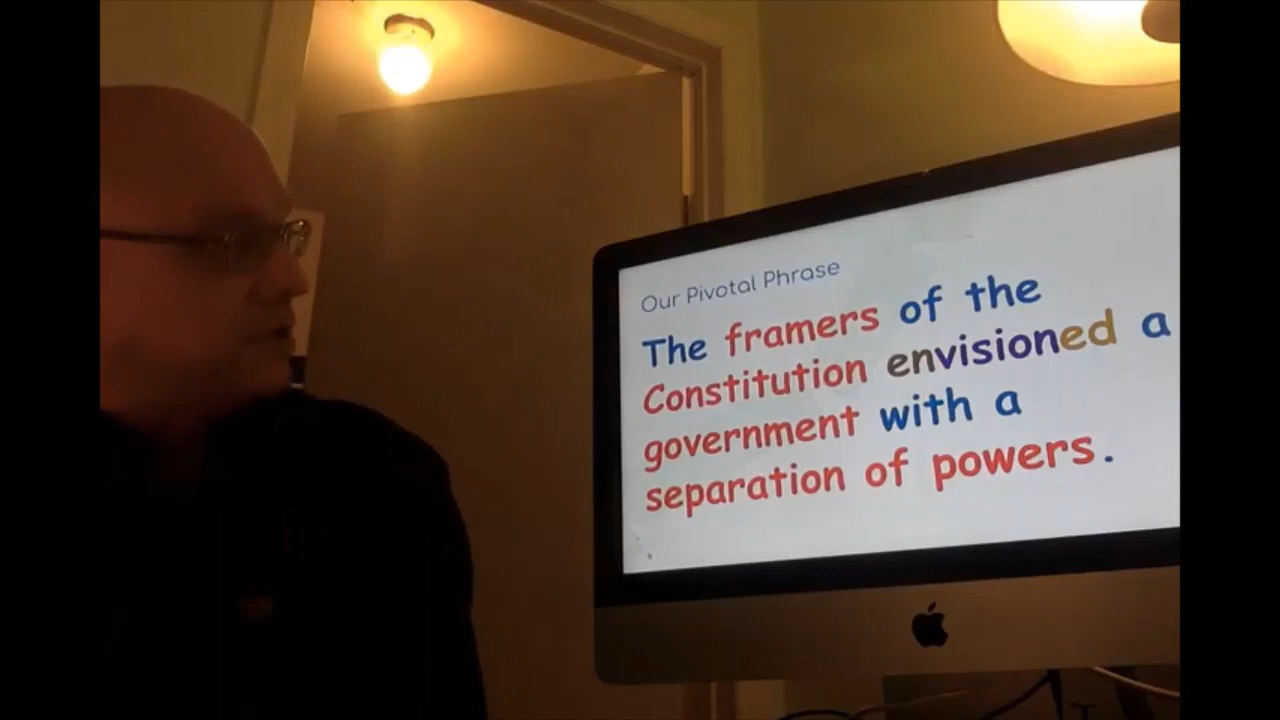 Our Pivotal Phrase
The framers of the
Constitution envisioned a
government with a
separation of powers.